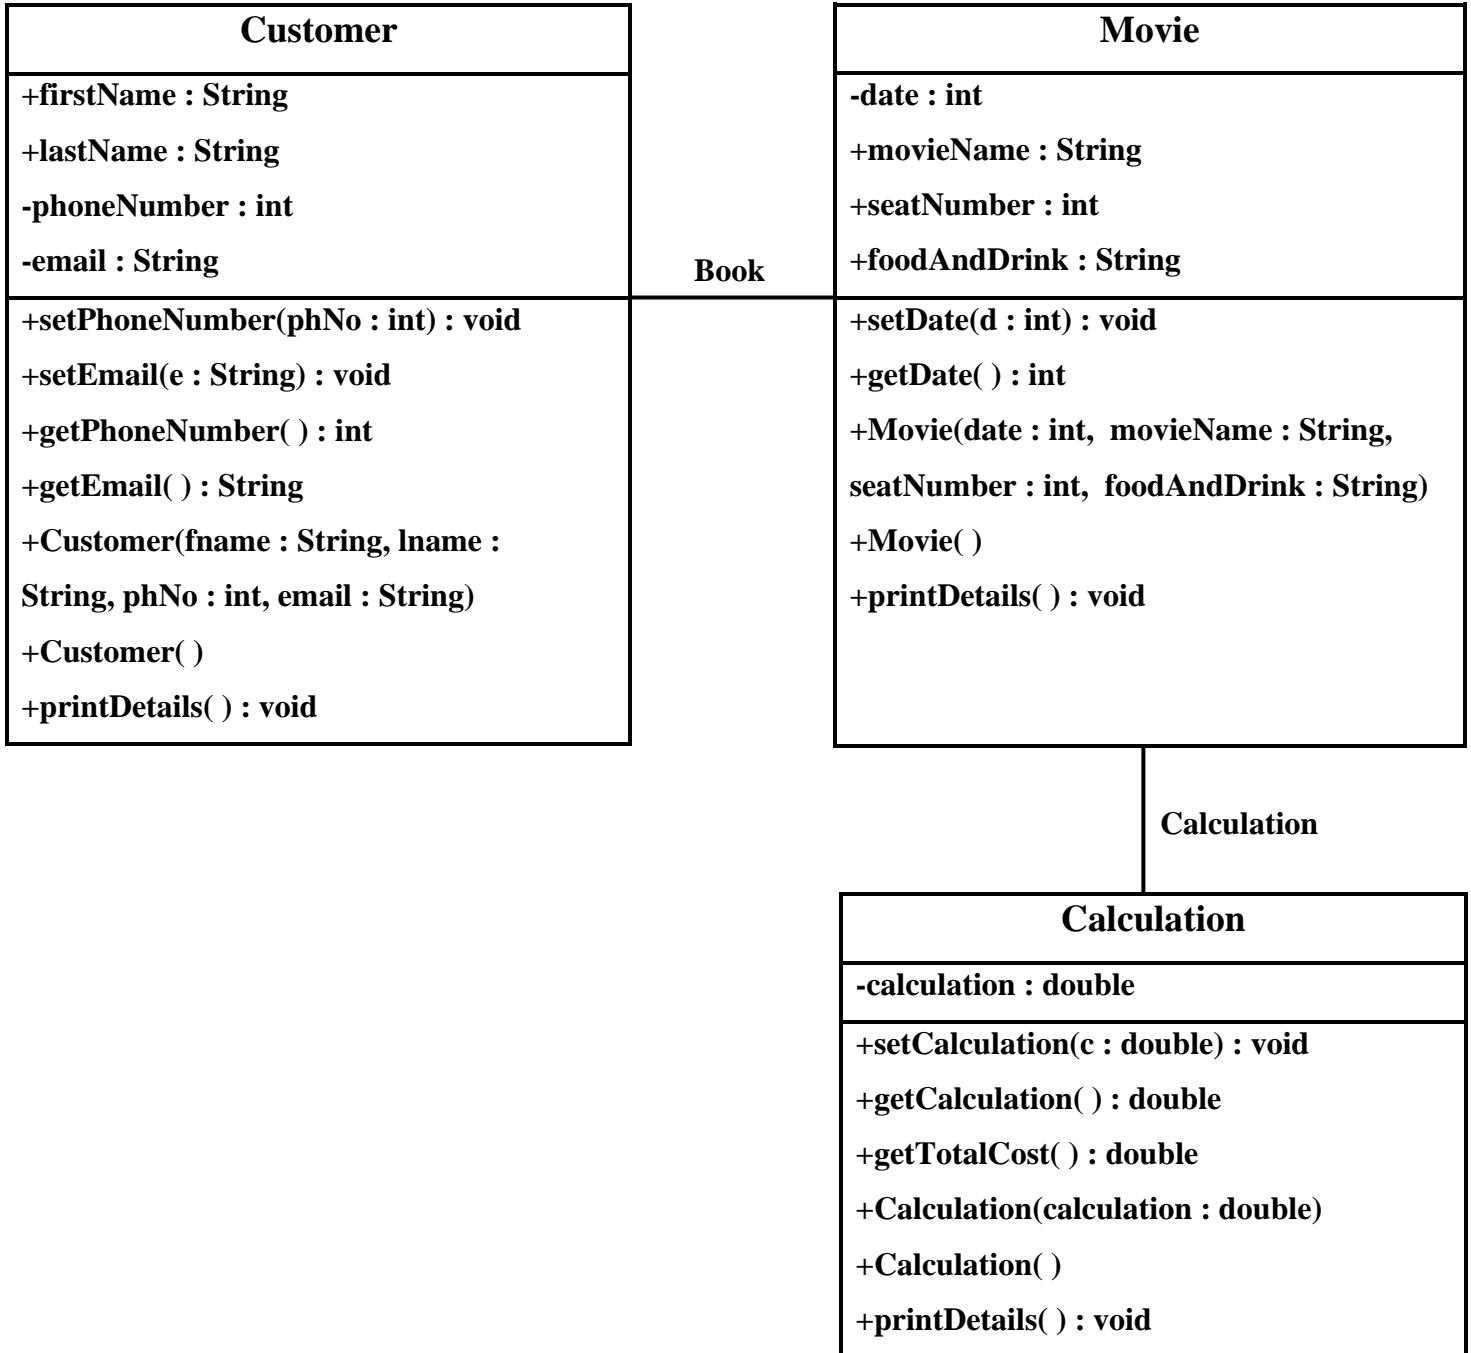 Customer
+firstName : String
+lastName : String
-phoneNumber : int
-email : String
+setPhoneNumber(phNo : int) : void
+setEmail(e : String) : void
+getPhoneNumber( ) : int
+getEmail( ) : String
+Customer(fname : String, lname :
String, phNo : int, email : String)
+Customer( )
+printDetails( ) : void
Book
Movie
-date : int
+movieName : String
+seatNumber : int
+foodAndDrink : String
+setDate(d : int) : void
+getDate( ) : int
+Movie(date : int,  movieName : String,
seatNumber : int,  foodAndDrink : String)
+Movie( )
+printDetails( ) : void
Calculation
Calculation
-calculation : double
+setCalculation(c : double) : void
+getCalculation( ) : double
+getTotalCost( ) : double
+Calculation(calculation : double)
+Calculation( )
+printDetails( ) : void